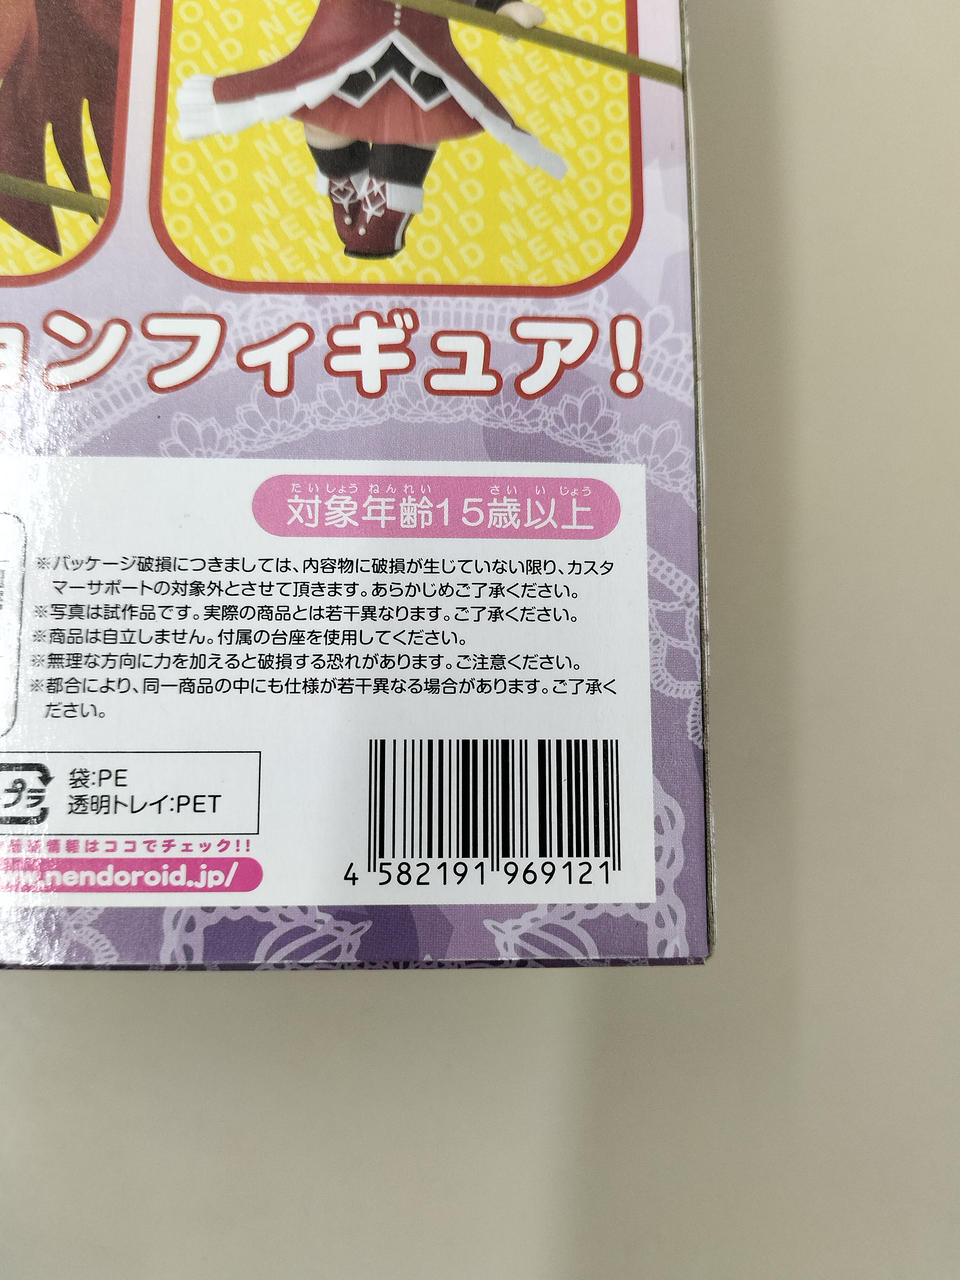 ョンフィギュア!
たいしょう ねんれい さい いじょう
対象年齢15歳以上
※パッケージ破損につきましては、内容物に破損が生じていない限り、カスタ
マーサポートの対象外とさせて頂きます。あらかじめご了承ください。
※写真は試作品です。実際の商品とは若干異なります。ご了承ください。
※商品は自立しません。付属の台座を使用してください。
※無理な方向に力を加えると破損する恐れがあります。ご注意ください。
※都合により、同一商品の中にも仕様が若干異なる場合があります。ご了承く
ださい。
プラ
袋:PE
透明トレイ:PET
情報はココでチェック!!
www.nendoroid.jp/
4 582191 969121